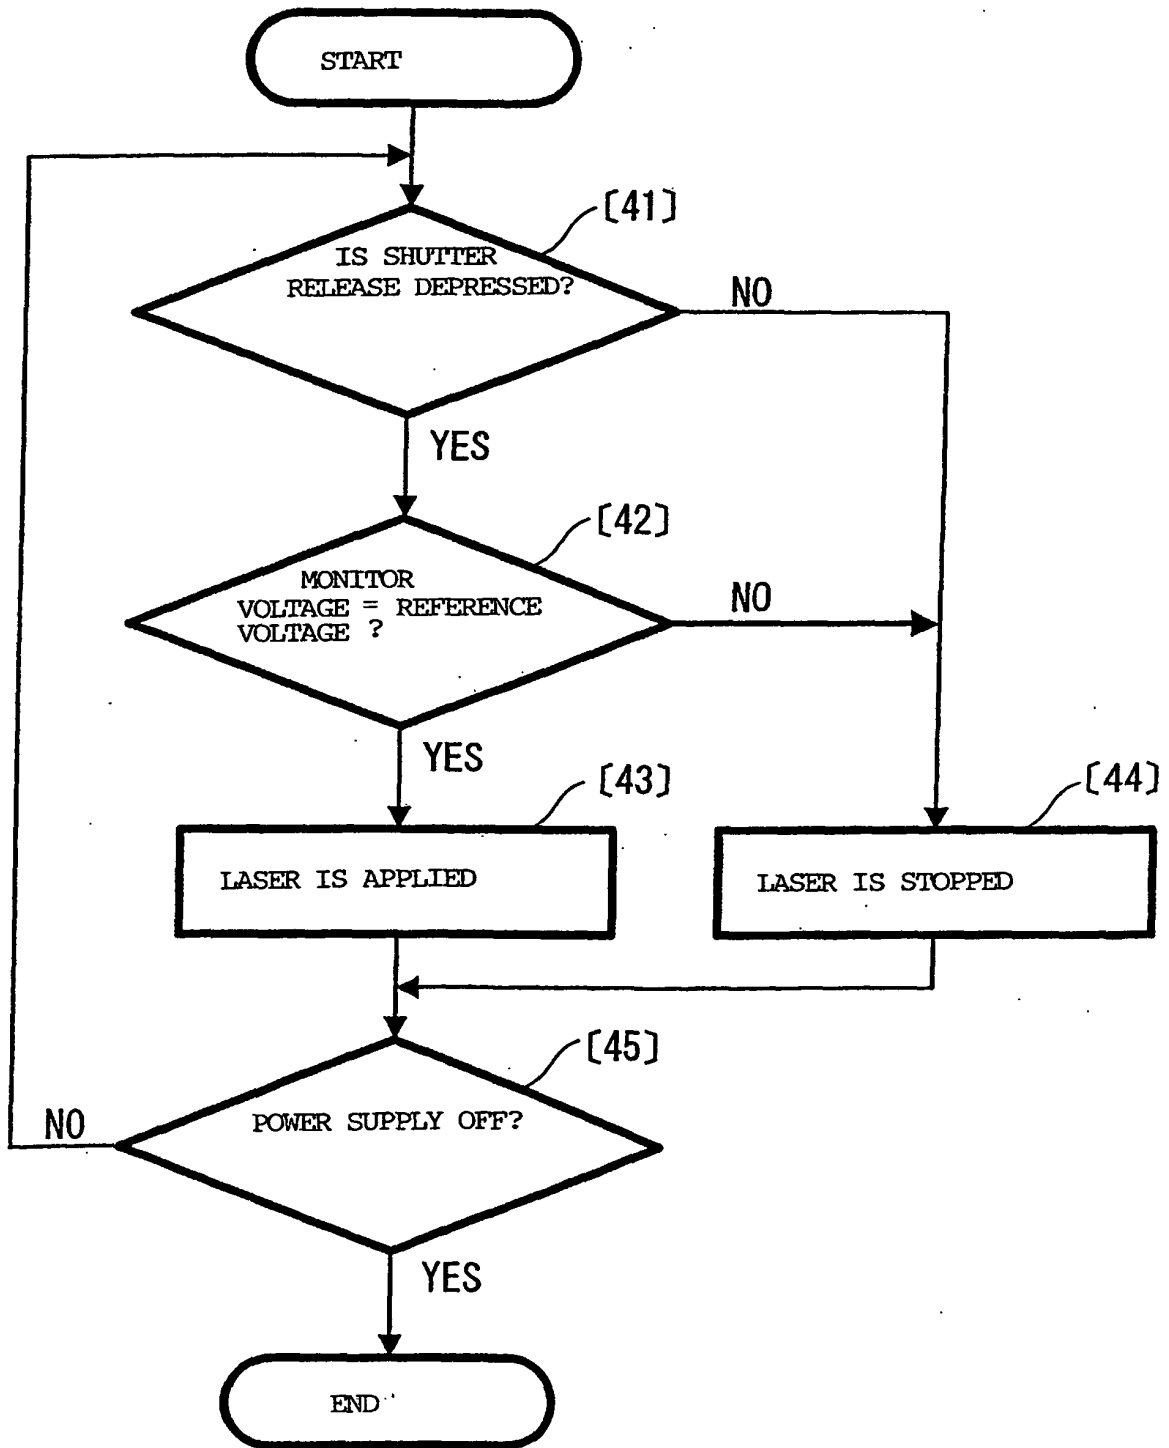 START
[41]
IS SHUTTER
RELEASE DEPRESSED?
NO
YES
[42]
MONITOR
VOLTAGE = REFERENCE
VOLTAGE ?
NO
YES
[43]
[44]
LASER IS APPLIED
LASER IS STOPPED
[45]
POWER SUPPLY OFF?
NO
YES
END